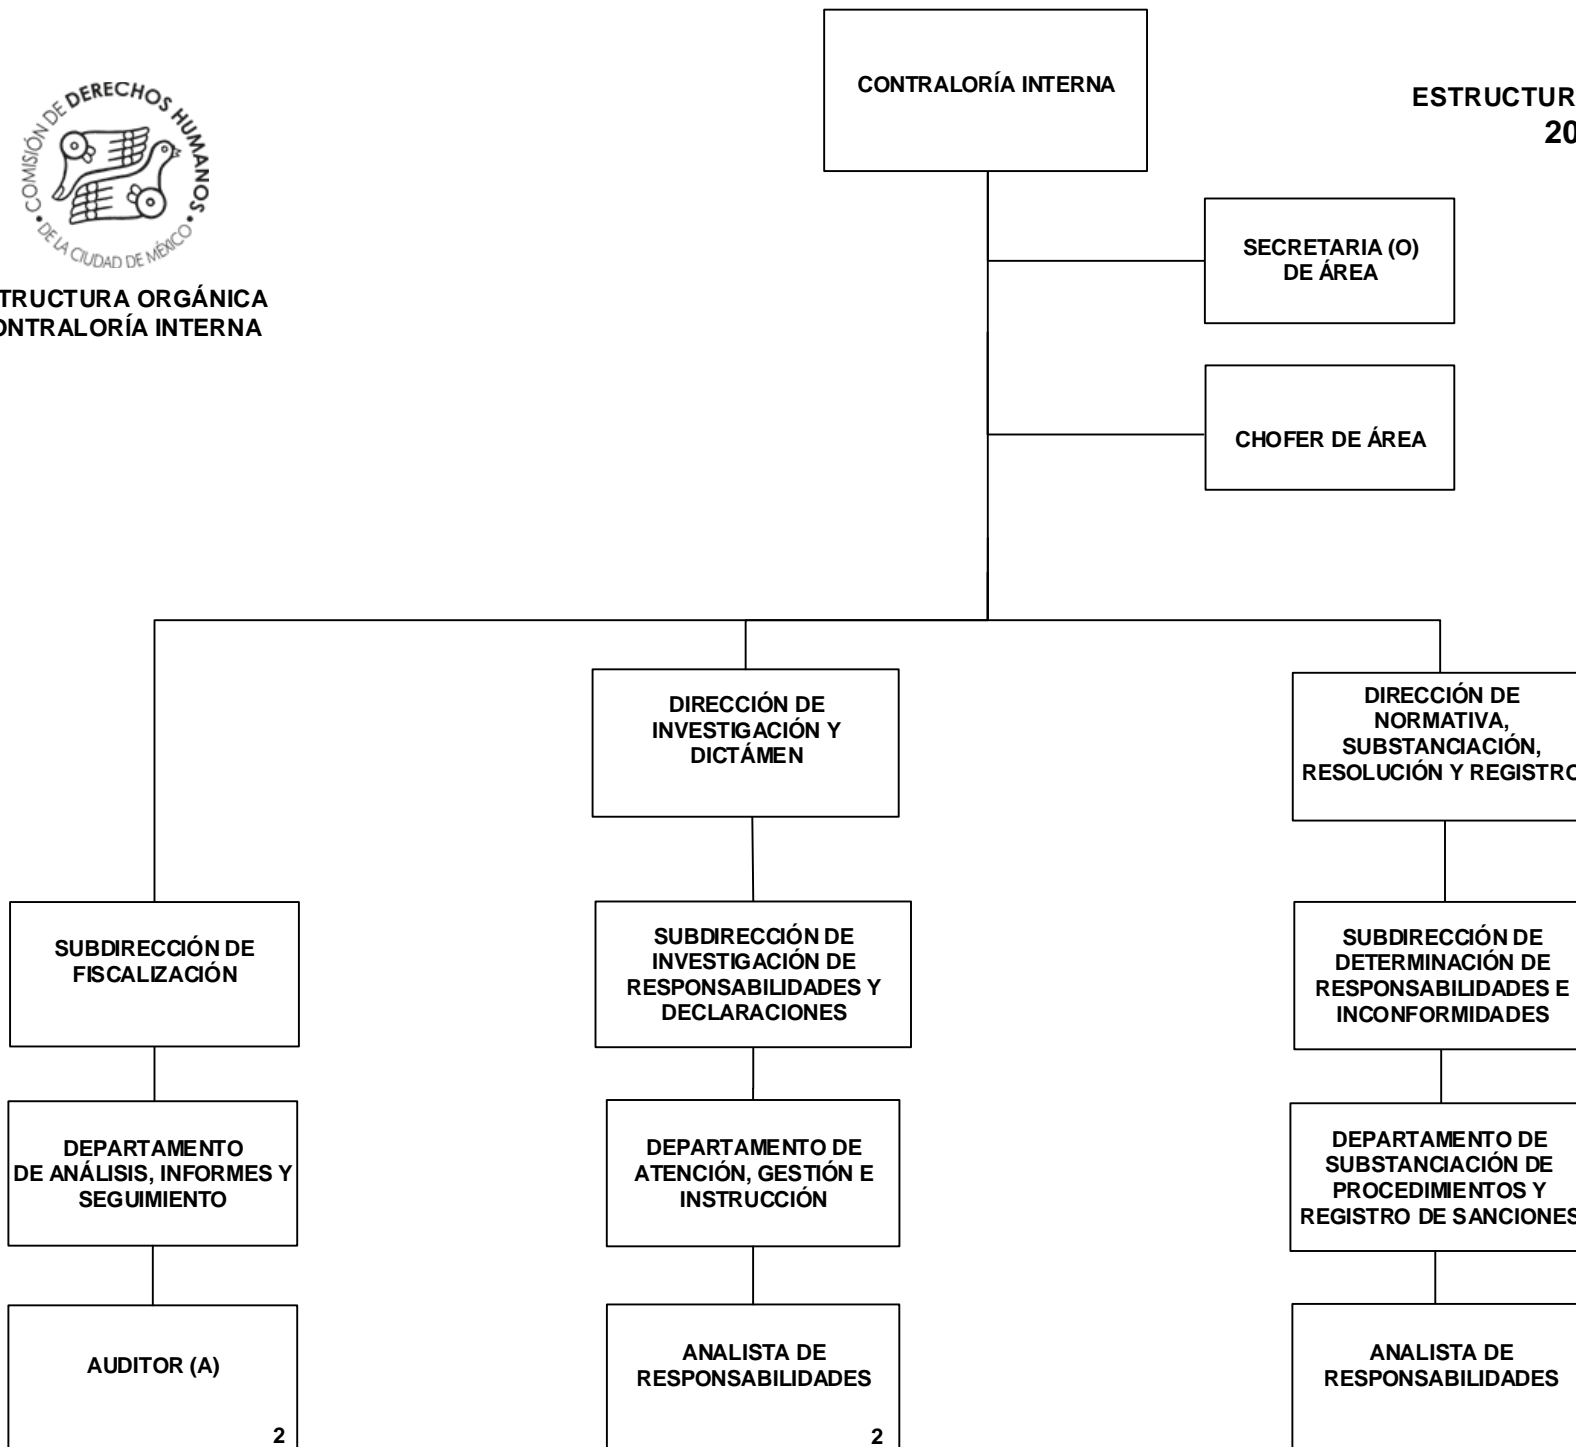 CONTRALORÍA INTERNA
COMISIÓN DE DERECHOS HUMANOS
DE LA CIUDAD DE MÉXICO
TRUCTURA ORGÁNICA
ONTRALORÍA INTERNA
ESTRUCTUR
20
SECRETARIA (O)
DE ÁREA
CHOFER DE ÁREA
DIRECCIÓN DE
INVESTIGACIÓN Y
DICTÁMEN
DIRECCIÓN DE
NORMATIVA,
SUBSTANCIACIÓN,
RESOLUCIÓN Y REGISTRO
SUBDIRECCIÓN DE
FISCALIZACIÓN
SUBDIRECCIÓN DE
INVESTIGACIÓN DE
RESPONSABILIDADES Y
DECLARACIONES
SUBDIRECCIÓN DE
DETERMINACIÓN DE
RESPONSABILIDADES E
INCONFORMIDADES
DEPARTAMENTO
DE ANÁLISIS, INFORMES Y
SEGUIMIENTO
DEPARTAMENTO DE
ATENCIÓN, GESTIÓN E
INSTRUCCIÓN
DEPARTAMENTO DE
SUBSTANCIACIÓN DE
PROCEDIMIENTOS Y
REGISTRO DE SANCIONES
AUDITOR (A)
2
ANALISTA DE
RESPONSABILIDADES
2
ANALISTA DE
RESPONSABILIDADES